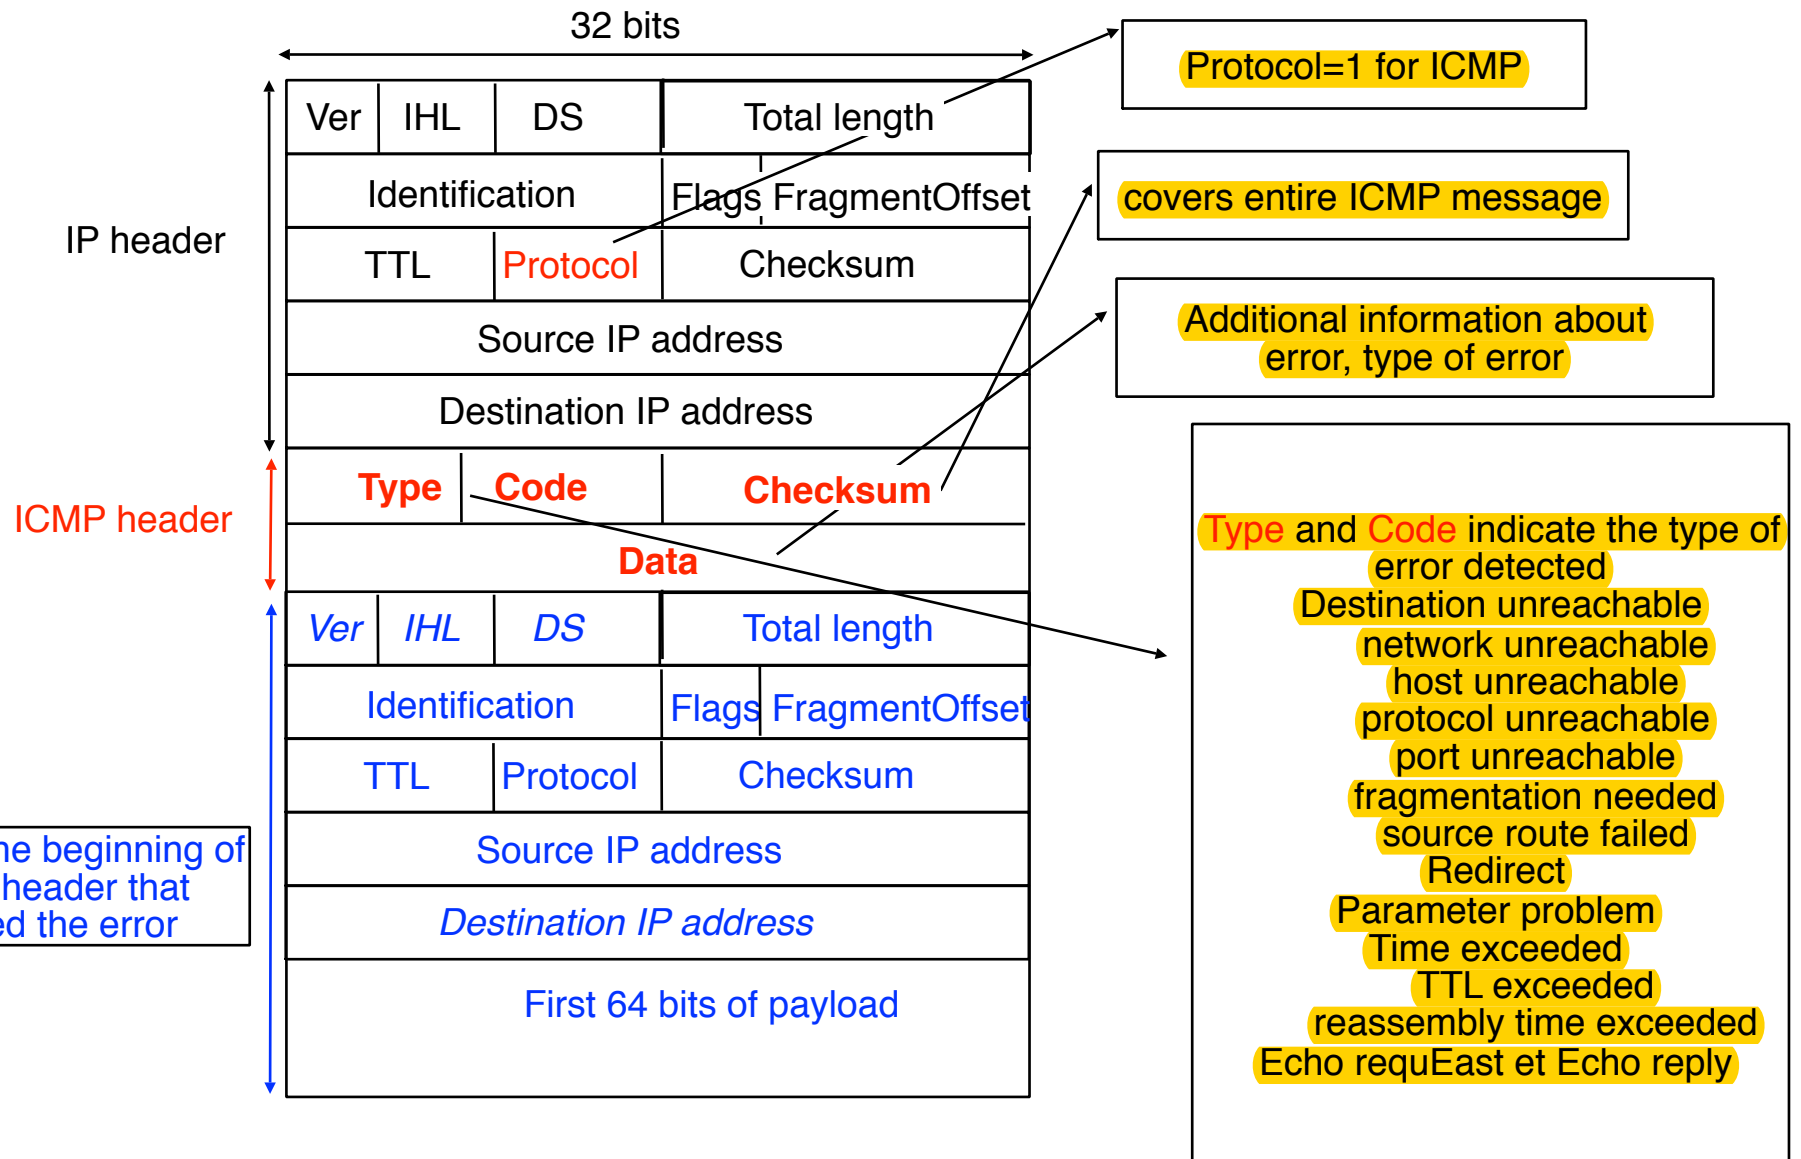 32 bits
Protocol=1 for ICMP
Ver IHL DS Total length
Identification Flags FragmentOffset
covers entire ICMP message
IP header
TTL Protocol Checksum
Source IP address
Additional information about
error, type of error
Destination IP address
Type Code Checksum
ICMP header
Data
Type and Code indicate the type of
error detected
Destination unreachable
network unreachable
host unreachable
protocol unreachable
port unreachable
fragmentation needed
source route failed
Redirect
Parameter problem
Time exceeded
TTL exceeded
reassembly time exceeded
Echo requEast et Echo reply
Ver IHL DS Total length
Identification Flags FragmentOffset
TTL Protocol Checksum
beginning of
header that
the error
Source IP address
Destination IP address
First 64 bits of payload